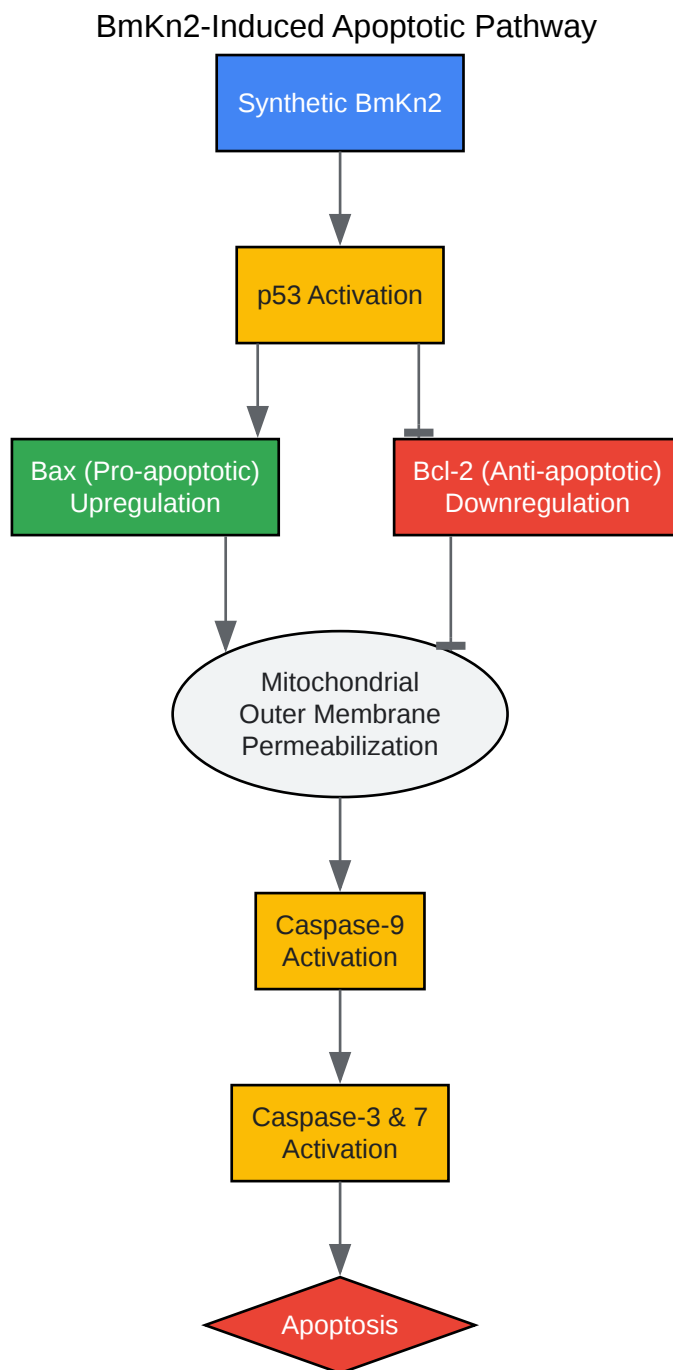 BmKn2-Induced Apoptotic Pathway
Synthetic BmKn2
p53 Activation
Bax (Pro-apoptotic)
Upregulation
Bcl-2 (Anti-apoptotic)
Downregulation
Mitochondrial
Outer Membrane
Permeabilization
Caspase-9
Activation
Caspase-3 & 7
Activation
Apoptosis